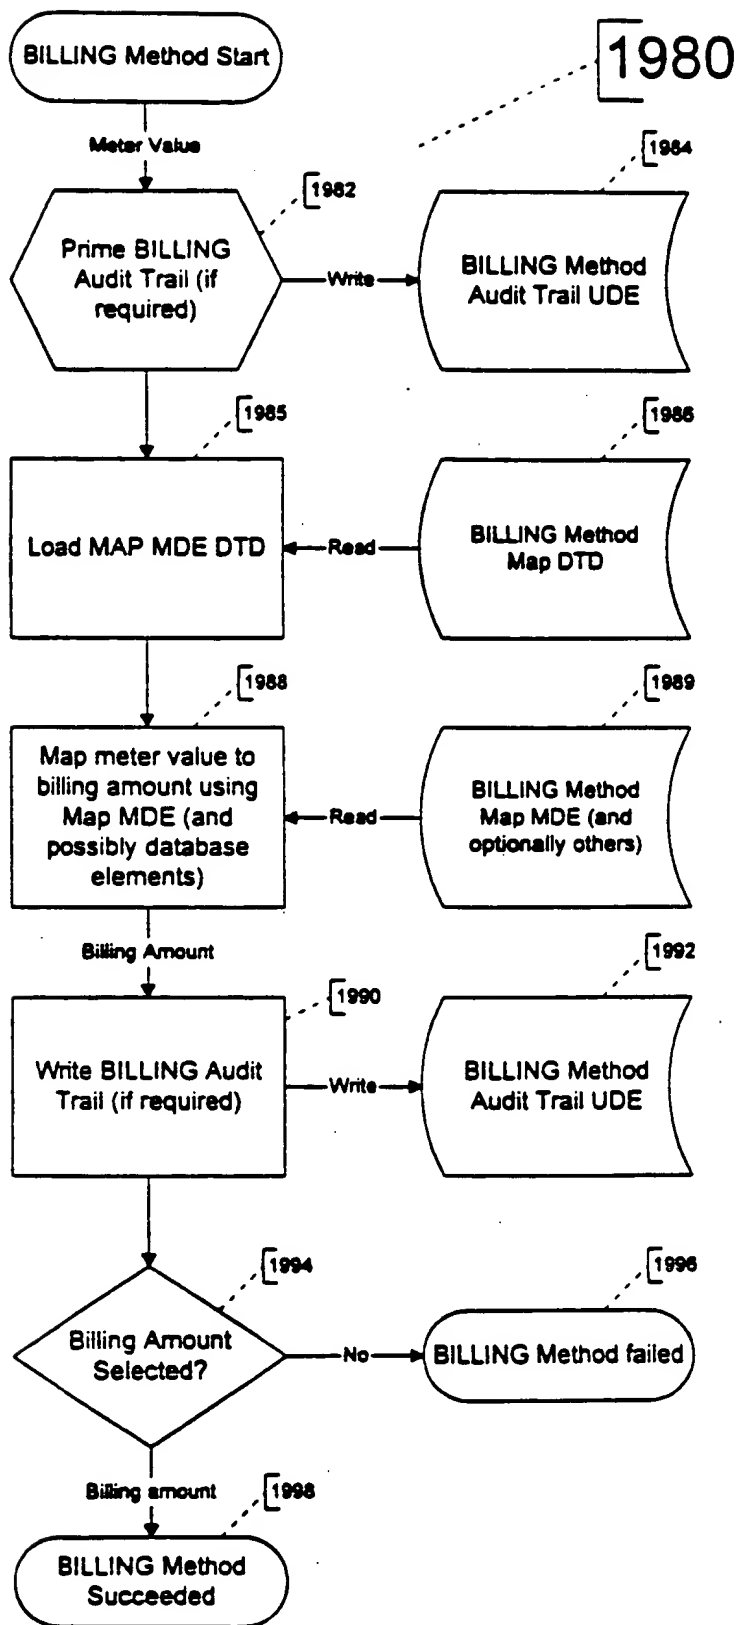 BILLING Method Start
1980
Meter Value
1982
1984
Prime BILLING
Audit Trail (if
required)
Write
BILLING Method
Audit Trail UDE
1985
1986
Load MAP MDE DTD
Read
BILLING Method
Map DTD
1988
1989
Map meter value to
billing amount using
Map MDE (and
possibly database
elements)
Read
BILLING Method
Map MDE (and
optionally others)
Billing Amount
1990
1992
Write BILLING Audit
Trail (if required)
Write
BILLING Method
Audit Trail UDE
1994
1996
Billing Amount
Selected?
No
BILLING Method failed
Billing amount
1998
BILLING Method
Succeeded